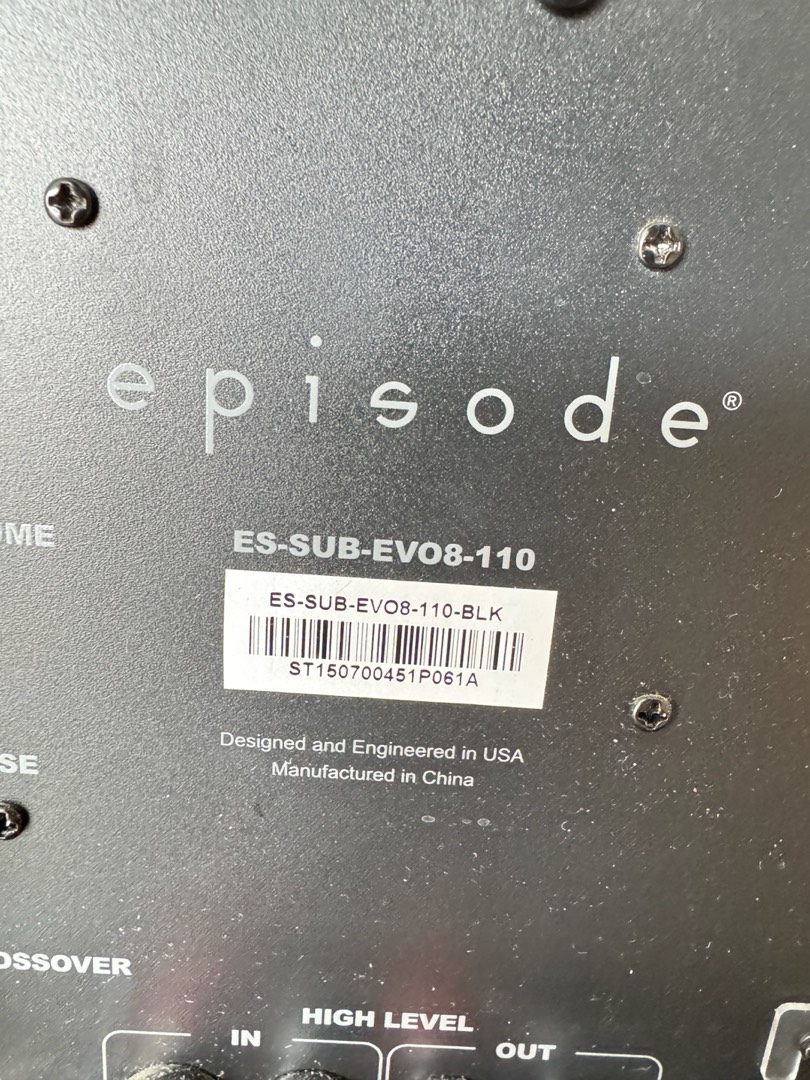 episode®
UME
ES-SUB-EVO8-110
ES-SUB-EVO8-110-BLK
ST150700451P061A
Designed and Engineered in USA
Manufactured in China
SE
OSSOVER
HIGH LEVEL
IN
OUT